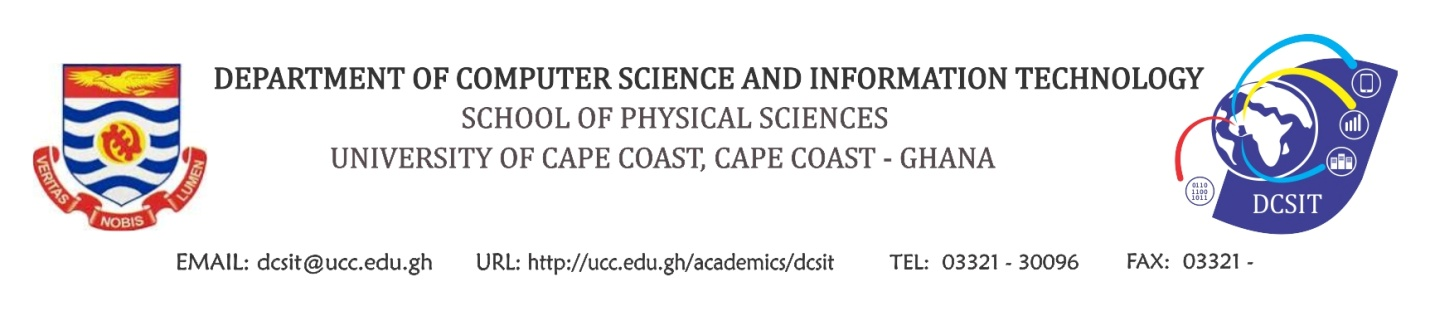 DEPARTMENT OF COMPUTER SCIENCE AND INFORMATION TECHNOLOGY
SCHOOL OF PHYSICAL SCIENCES
UNIVERSITY OF CAPE COAST, CAPE COAST - GHANA
VERITAS NOBIS LUMEN
0110
1100
1011
DCSIT
EMAIL: dcsit@ucc.edu.gh URL: http://ucc.edu.gh/academics/dcsit TEL: 03321 - 30096 FAX: 03321 -